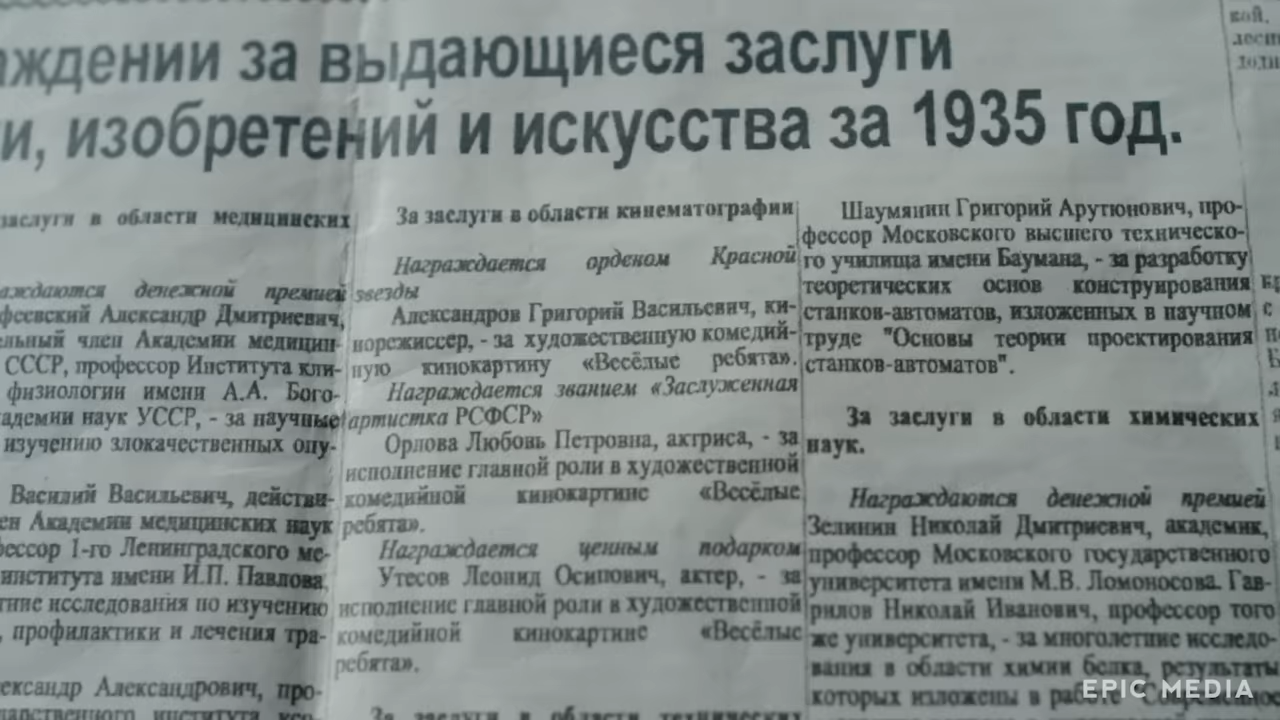 аждении за выдающиеся заслуги
и, изобретений и искусства за 1935 год.
заслуги в области медицинских
аждаются денежной премией
феевский Александр Дмитриевич,
ельный член Академии медицин-
СССР, профессор Института кли-
физиологии имени А.А. Бого-
адемии наук УССР, - за научные
изучению злокачественных опу-
Василий Васильевич, действи-
ен Академии медицинских наук
фессор 1-го Ленинградского ме-
института имени И.П. Павлова,
тние исследования по изучению
, профилактики и лечения тра-
ександр Александрович, про-
дарственного института
За заслуги в области кинематографии
Награждается орденом Красной
звезды
Александров Григорий Васильевич, ки-
норежиссер, - за художественную комедий-
ную кинокартину «Весёлые ребята».
Награждается званием «Заслуженная
артистка РСФСР»
Орлова Любовь Петровна, актриса, - за
исполнение главной роли в художественной
комедийной кинокартине «Весёлые
ребята».
Награждается ценным подарком
Утесов Леонид Осипович, актер, - за
исполнение главной роли в художественной
комедийной кинокартине «Весёлые
ребята».
За заслуги в области технических
Шаумянин Григорий Арутюнович, про-
фессор Московского высшего техническо-
го училища имени Баумана, - за разработку
теоретических основ конструирования
станков-автоматов, изложенных в научном
труде "Основы теории проектирования
станков-автоматов".
За заслуги в области химических
наук.
Награждаются денежной премией
Зелинин Николай Дмитриевич, академик,
профессор Московского государственного
университета имени М.В. Ломоносова. Гав-
рилов Николай Иванович, профессор того
же университета, - за многолетние исследо-
вания в области химии белка, результаты
которых изложены в работе
кой,
EPIC MEDIA